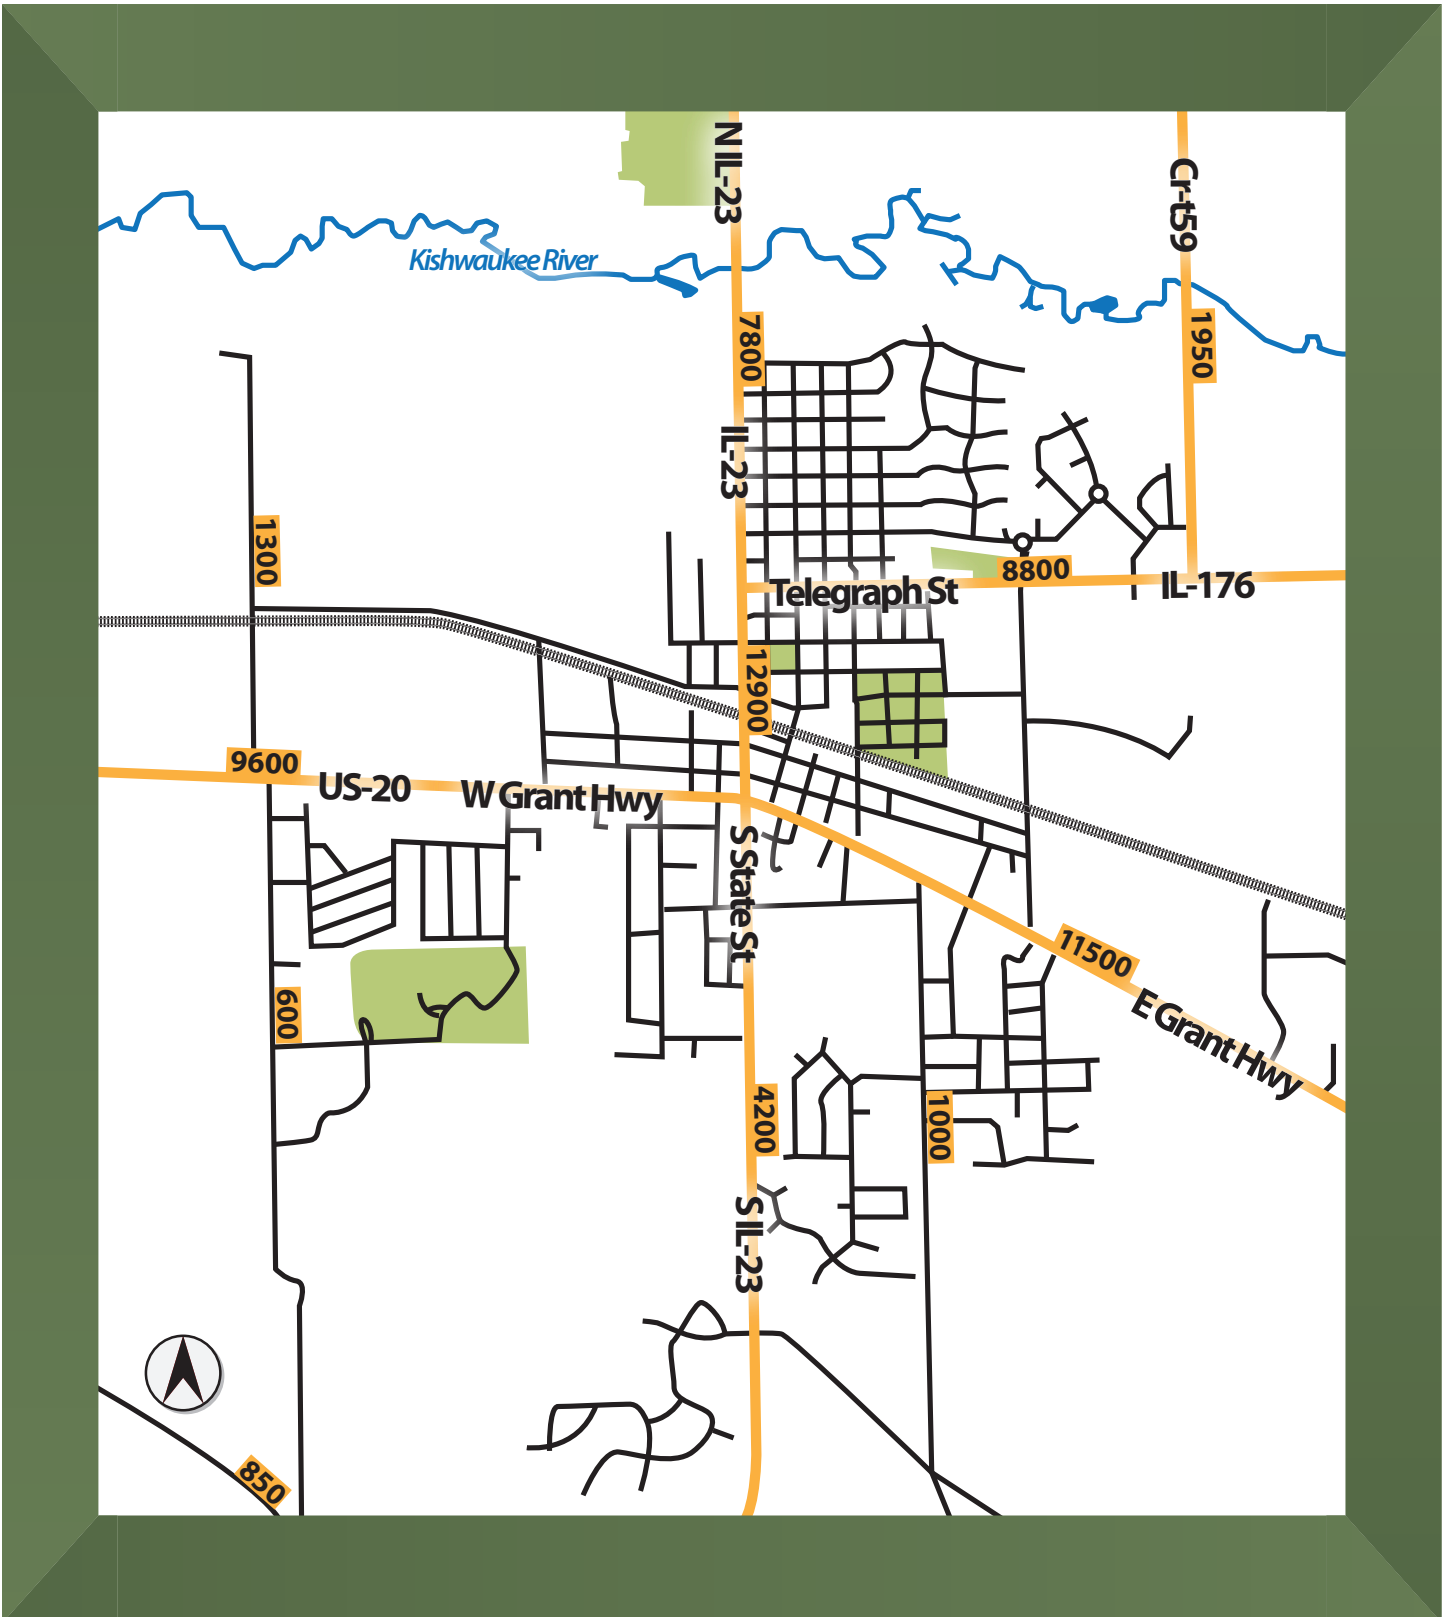 N IL-23
Cr-t59
Kishwaukee River
7800
1950
IL-23
1300
8800
Telegraph St
IL-176
12900
9600
US-20
W Grant Hwy
S State St
11500
600
E Grant Hwy
4200
1000
S IL-23
850